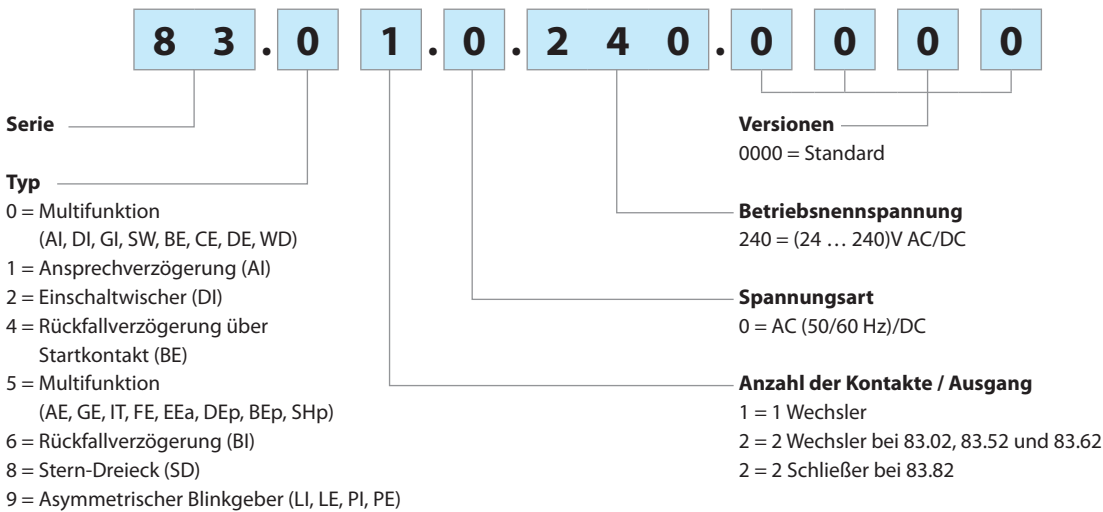 8 3 . 0 1 . 0 . 2 4 0 . 0 0 0 0
Serie
Typ
0 = Multifunktion
(AI, DI, GI, SW, BE, CE, DE, WD)
1 = Ansprechverzögerung (AI)
2 = Einschaltwischer (DI)
4 = Rückfallverzögerung über
Startkontakt (BE)
5 = Multifunktion
(AE, GE, IT, FE, EEa, DEp, BEp, SHp)
6 = Rückfallverzögerung (BI)
8 = Stern-Dreieck (SD)
9 = Asymmetrischer Blinkgeber (LI, LE, PI, PE)
Versionen
0000 = Standard
Betriebsnennspannung
240 = (24 … 240)V AC/DC
Spannungsart
0 = AC (50/60 Hz)/DC
Anzahl der Kontakte / Ausgang
1 = 1 Wechsler
2 = 2 Wechsler bei 83.02, 83.52 und 83.62
2 = 2 Schließer bei 83.82